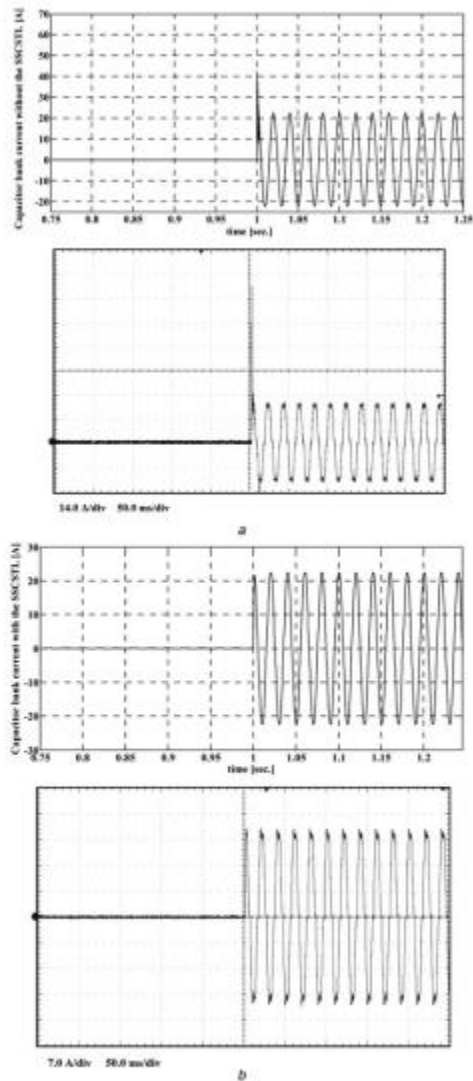 Capacitor bank current without the SSCSTL [A]
70
60
50
40
30
20
10
0
-10
-20
0.75 0.8 0.85 0.9 0.95 1 1.05 1.1 1.15 1.2 1.25
time [sec.]
14.0 A/div 50.0 ms/div
a
Capacitor bank current with the SSCSTL [A]
30
20
10
0
-10
-20
-30
0.75 0.8 0.85 0.9 0.95 1 1.05 1.1 1.15 1.2
time [sec.]
7.0 A/div 50.0 ms/div
b